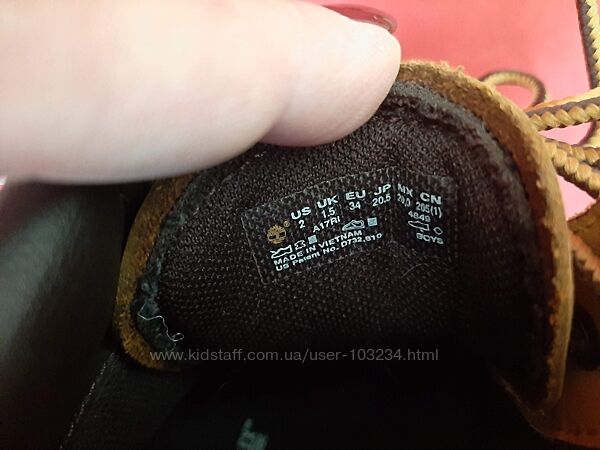 US UK EU JP MX CN
2 1.5 34 20.5 20,0 205(1)
A17RI 4849
BOYS
MADE IN VIETNAM
US Patent No. D732,810
www.kidstaff.com.ua/user-103234.html